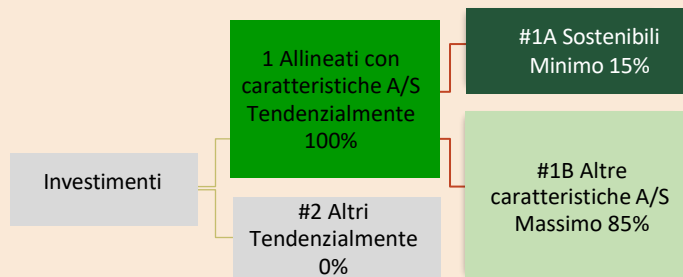 Investimenti
1 Allineati con
caratteristiche A/S
Tendenzialmente
100%
#2 Altri
Tendenzialmente
0%
#1A Sostenibili
Minimo 15%
#1B Altre
caratteristiche A/S
Massimo 85%